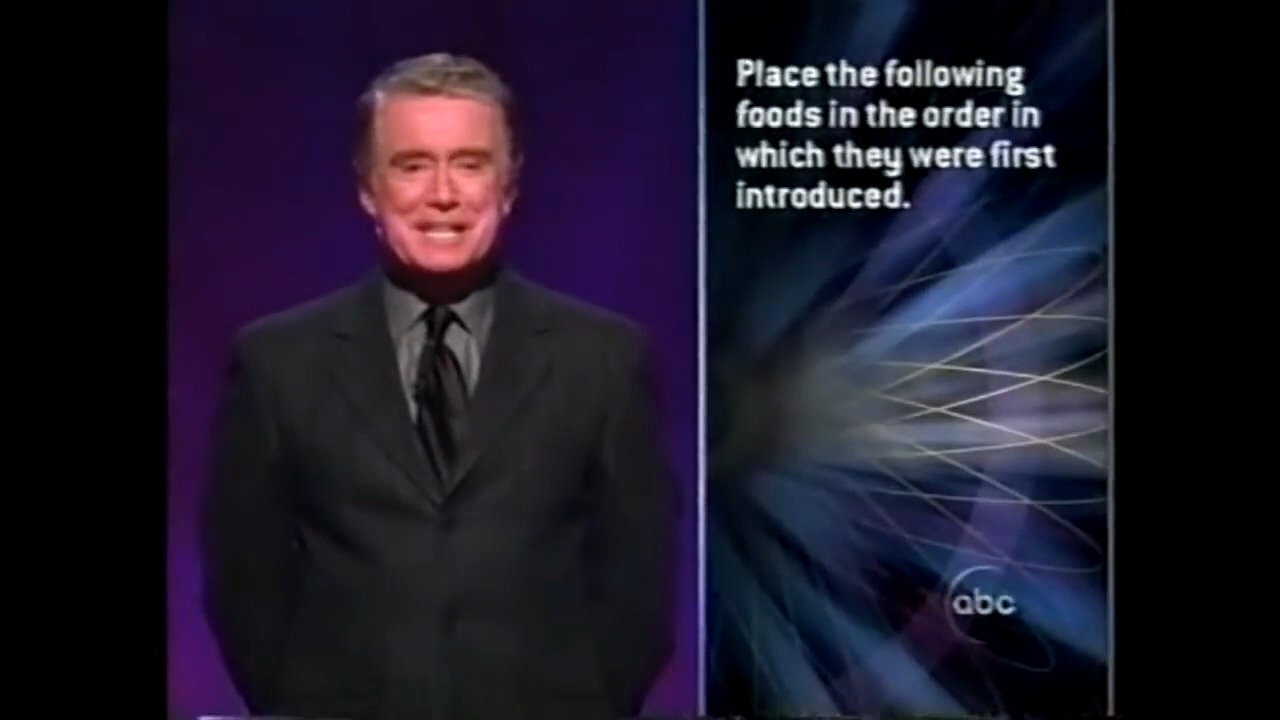 Place the following
foods in the order in
which they were first
introduced.
abc